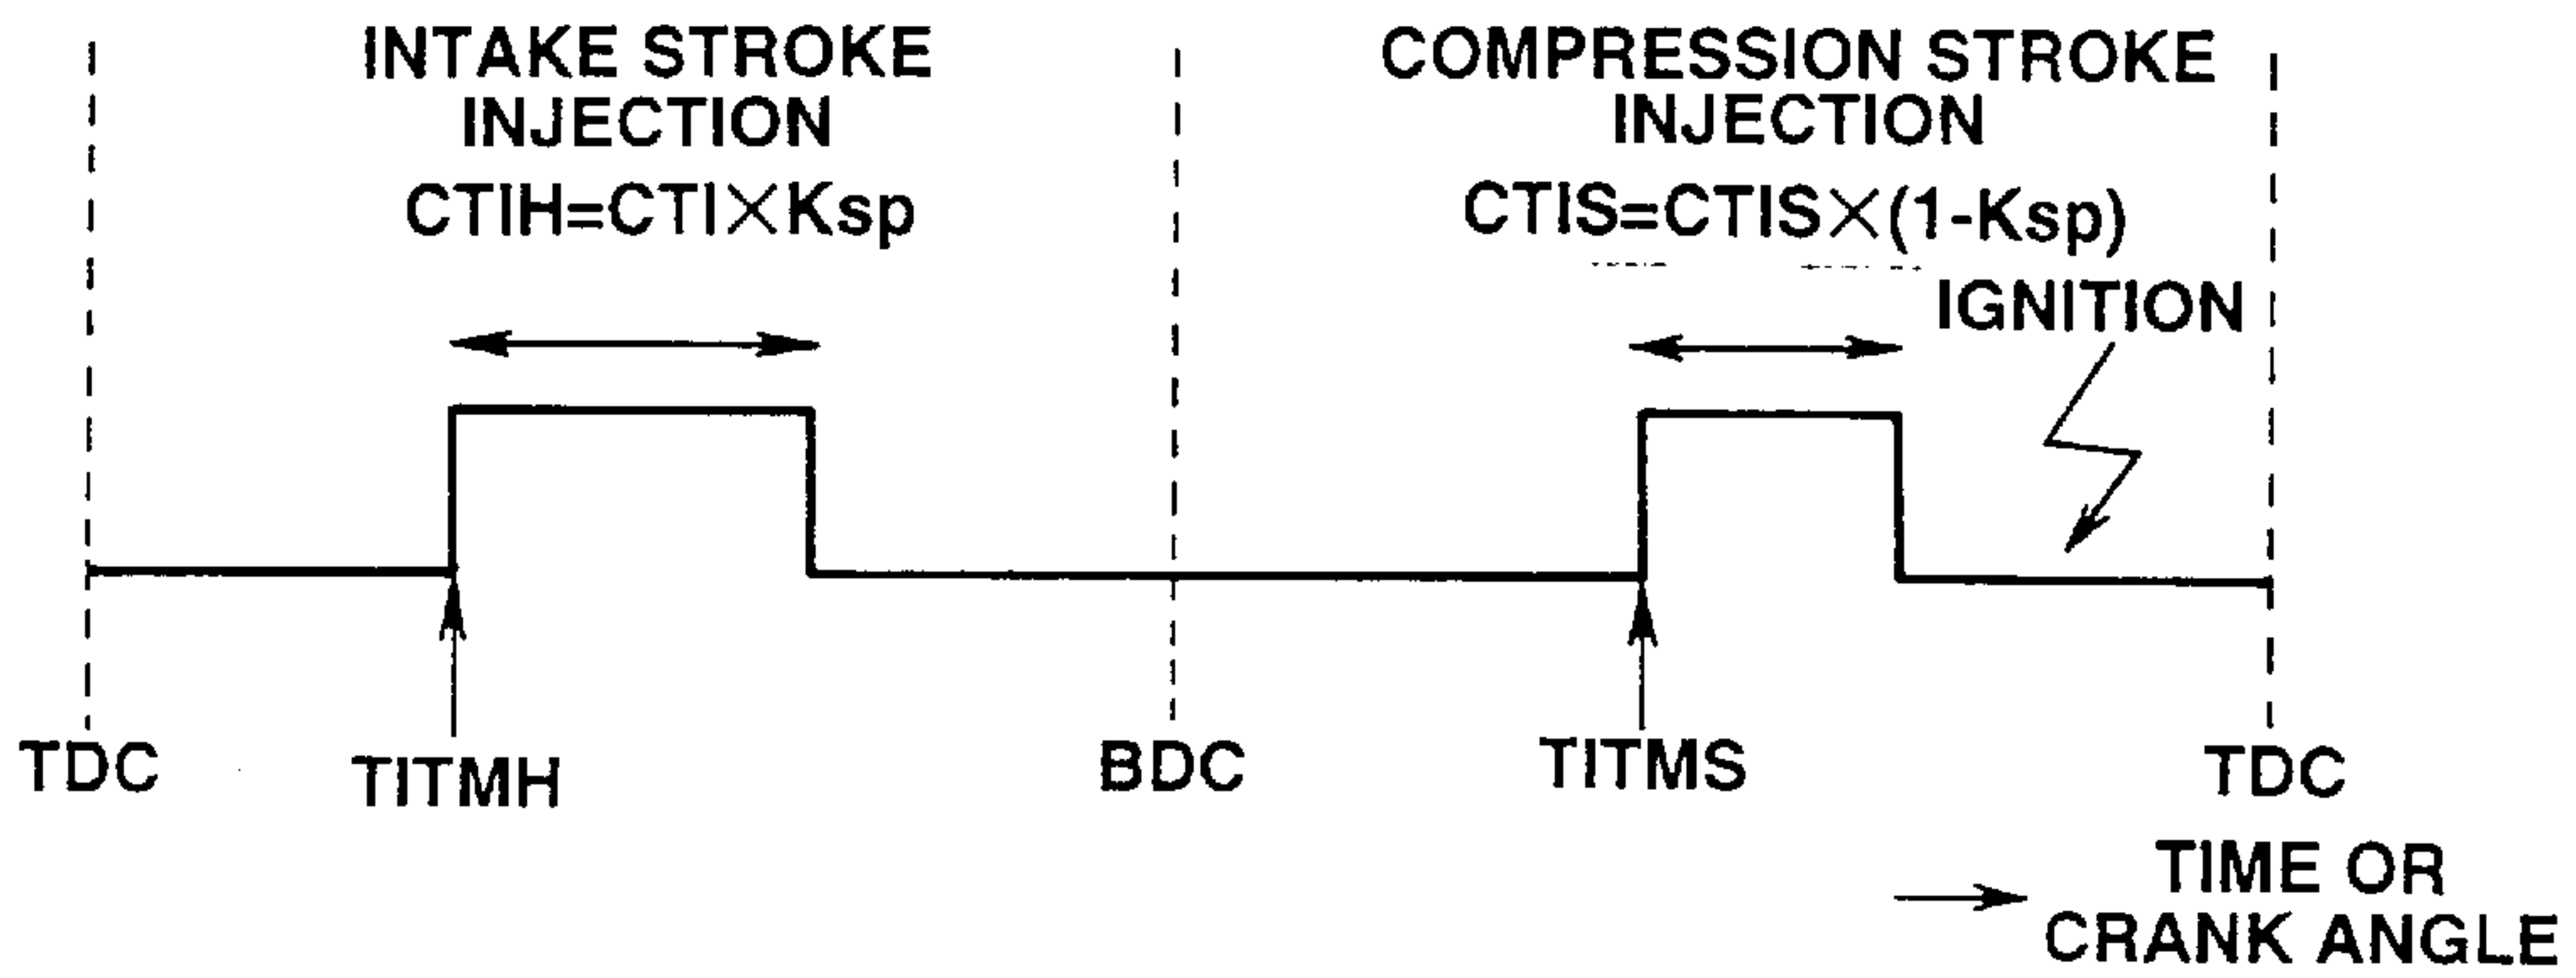 INTAKE STROKE
INJECTION
CTIH=CTI×Ksp
COMPRESSION STROKE
INJECTION
CTIS=CTIS×(1-Ksp)
IGNITION
TDC
TITMH
BDC
TITMS
TDC
TIME OR
CRANK ANGLE